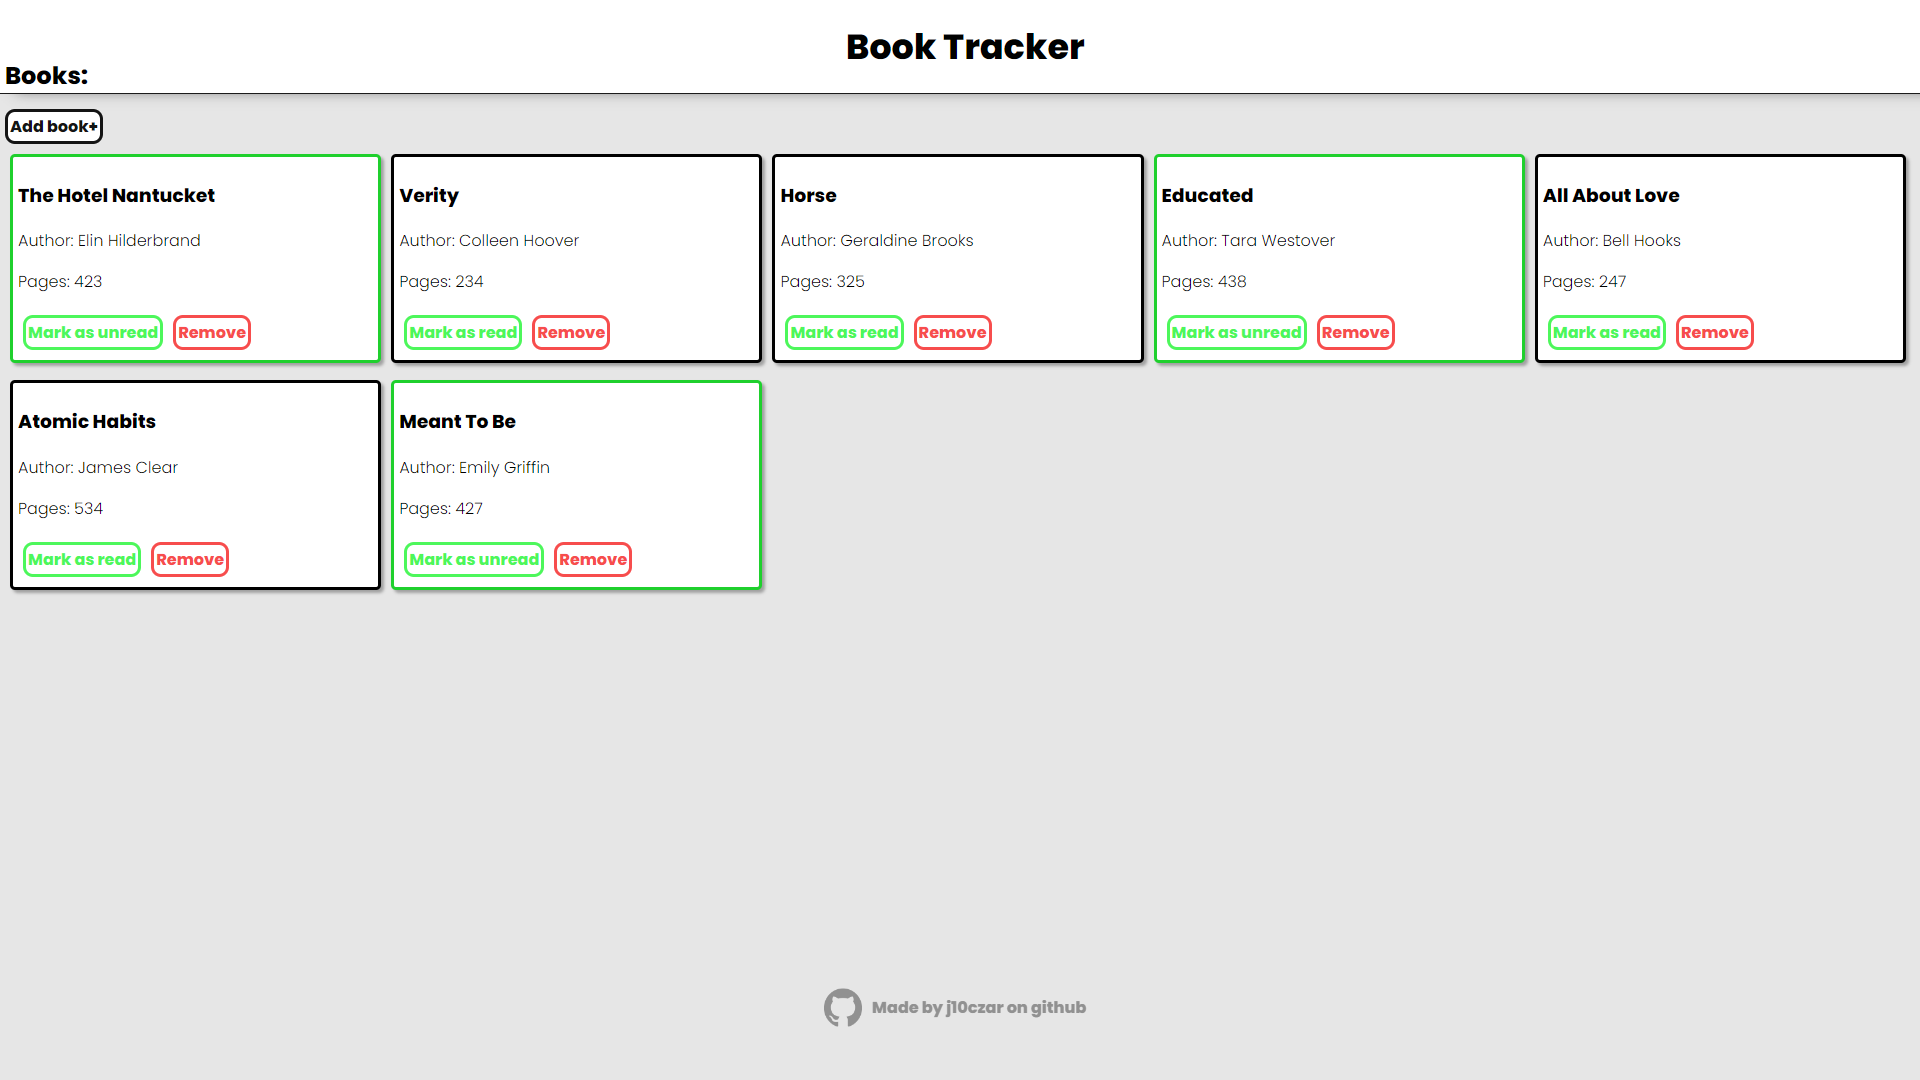 Book Tracker
Books:
Add book+
The Hotel Nantucket
Author: Elin Hilderbrand
Pages: 423
Mark as unread Remove
Verity
Author: Colleen Hoover
Pages: 234
Mark as read Remove
Horse
Author: Geraldine Brooks
Pages: 325
Mark as read Remove
Educated
Author: Tara Westover
Pages: 438
Mark as unread Remove
All About Love
Author: Bell Hooks
Pages: 247
Mark as read Remove
Atomic Habits
Author: James Clear
Pages: 534
Mark as read Remove
Meant To Be
Author: Emily Griffin
Pages: 427
Mark as unread Remove
Made by j10czar on github